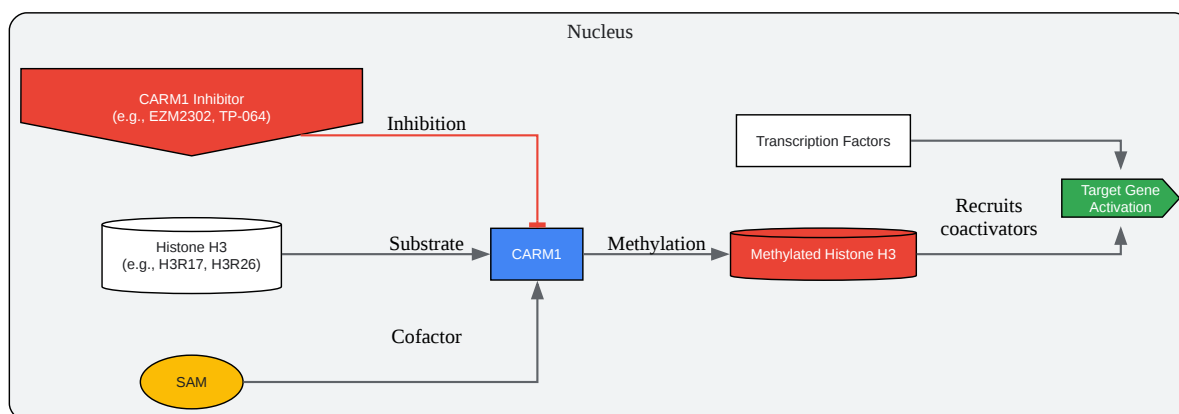 Nucleus
CARM1 Inhibitor
(e.g., EZM2302, TP-064)
Inhibition
Transcription Factors
Target Gene
Activation
Recruits
coactivators
Histone H3
(e.g., H3R17, H3R26)
Substrate
CARM1
Methylation
Methylated Histone H3
Cofactor
SAM